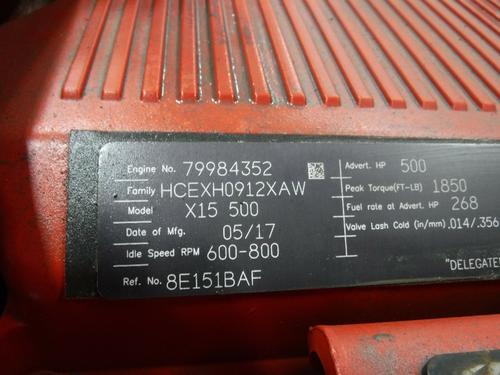 Engine No. 79984352
Family HCEXH0912XAW
Model X15 500
Date of Mfg. 05/17
Idle Speed RPM 600-800
Ref. No. 8E151BAF
Advert. HP 500
Peak Torque(FT-LB) 1850
Fuel rate at Advert. HP 268
Valve Lash Cold (in/mm) .014/.356
"DELEGATE